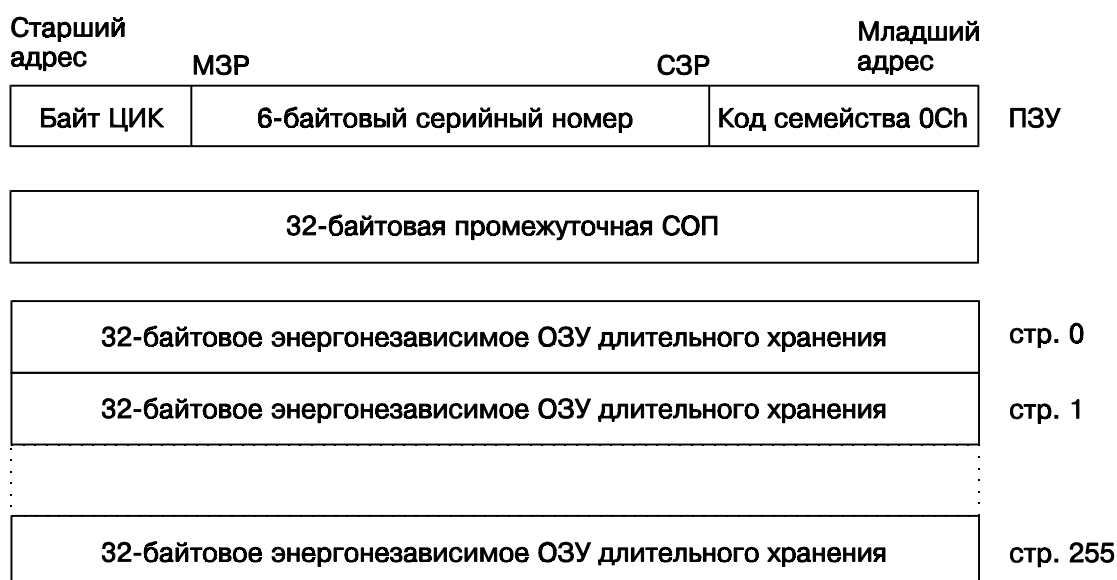 Старший адрес
МЗР
СЗР
Младший адрес
Байт ЦИК
6-байтовый серийный номер
Код семейства 0Ch
ПЗУ
32-байтовая промежуточная СОП
32-байтовое энергонезависимое ОЗУ длительного хранения
стр. 0
32-байтовое энергонезависимое ОЗУ длительного хранения
стр. 1
32-байтовое энергонезависимое ОЗУ длительного хранения
стр. 255